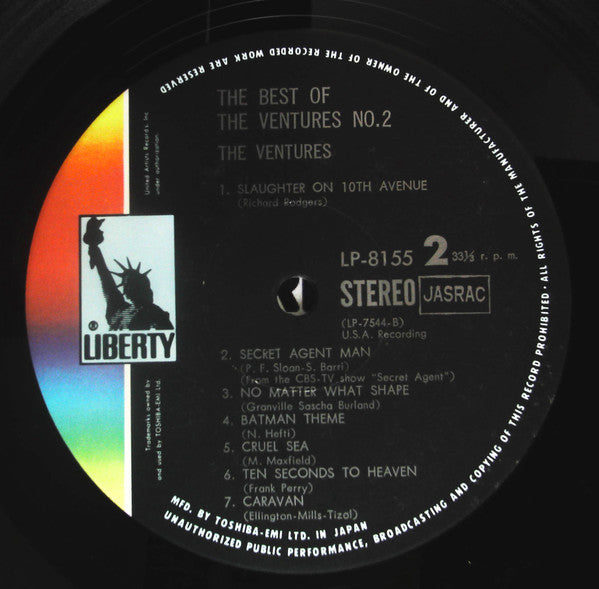 THE BEST OF
THE VENTURES NO.2
THE VENTURES
1. SLAUGHTER ON 10TH AVENUE
(Richard Rodgers)
LP-8155 2 33⅓ r. p. m.
STEREO JASRAC
(LP-7544-B)
U.S.A. Recording
2. SECRET AGENT MAN
(P. F. Sloan-S. Barri)
(From the CBS-TV show "Secret Agent")
3. NO MATTER WHAT SHAPE
(Granville Sascha Burland)
4. BATMAN THEME
(N. Hefti)
5. CRUEL SEA
(M. Maxfield)
6. TEN SECONDS TO HEAVEN
(Frank Perry)
7. CARAVAN
(Ellington-Mills-Tizol)
LIBERTY
United Artists Records, Inc
under authorization.
Trademarks owned by
and used by TOSHIBA-EMI Ltd.
MFD. BY TOSHIBA-EMI LTD. IN JAPAN
UNAUTHORIZED PUBLIC PERFORMANCE, BROADCASTING AND COPYING OF THIS RECORD PROHIBITED · ALL RIGHTS OF THE MANUFACTURER AND OF THE OWNER OF THE RECORDED WORK ARE RESERVED